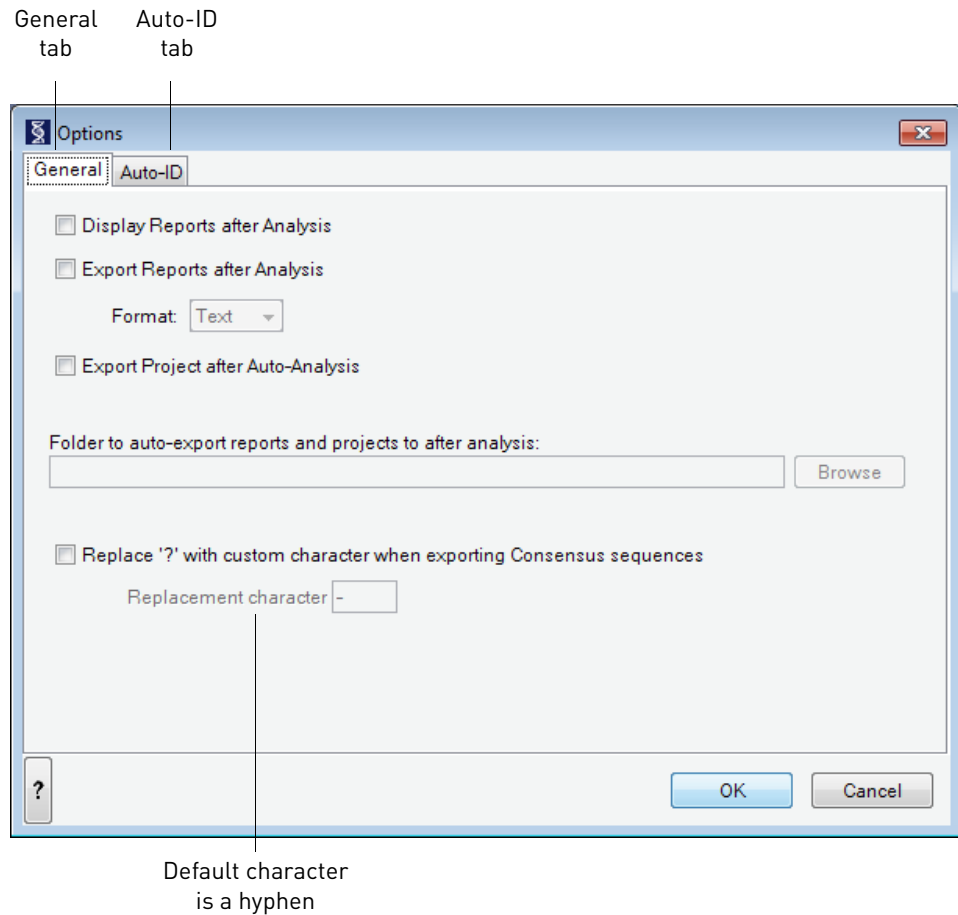 General
tab
Auto-ID
tab
Options
General
Auto-ID
Display Reports after Analysis
Export Reports after Analysis
Format: Text
Export Project after Auto-Analysis
Folder to auto-export reports and projects to after analysis:
Browse
Replace '?' with custom character when exporting Consensus sequences
Replacement character -
?
OK
Cancel
Default character
is a hyphen